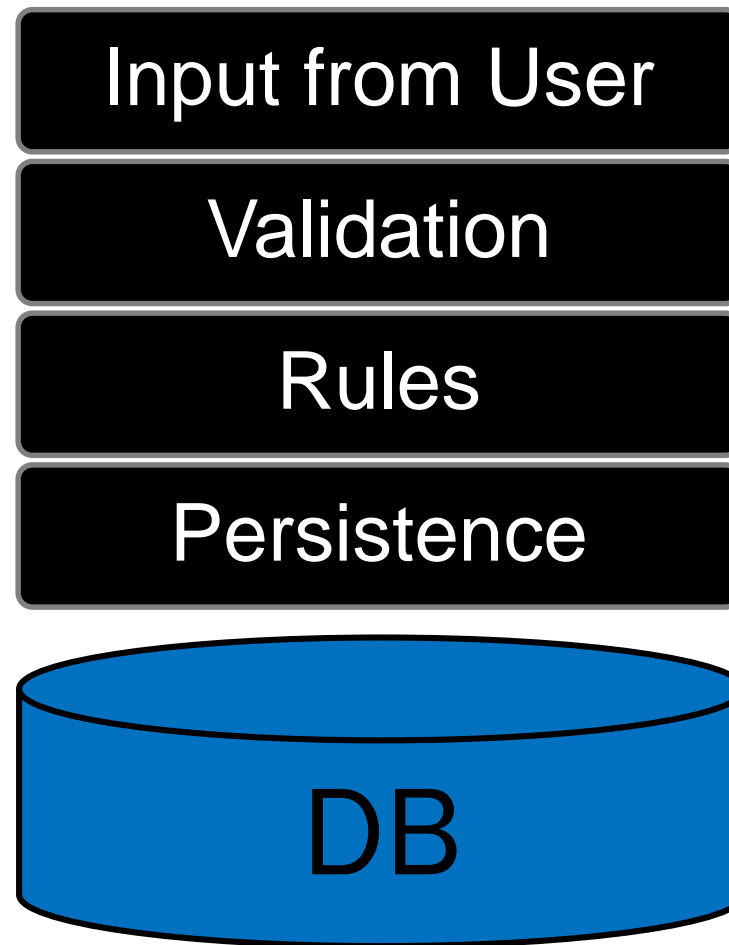 Input from User
Validation
Rules
Persistence
DB